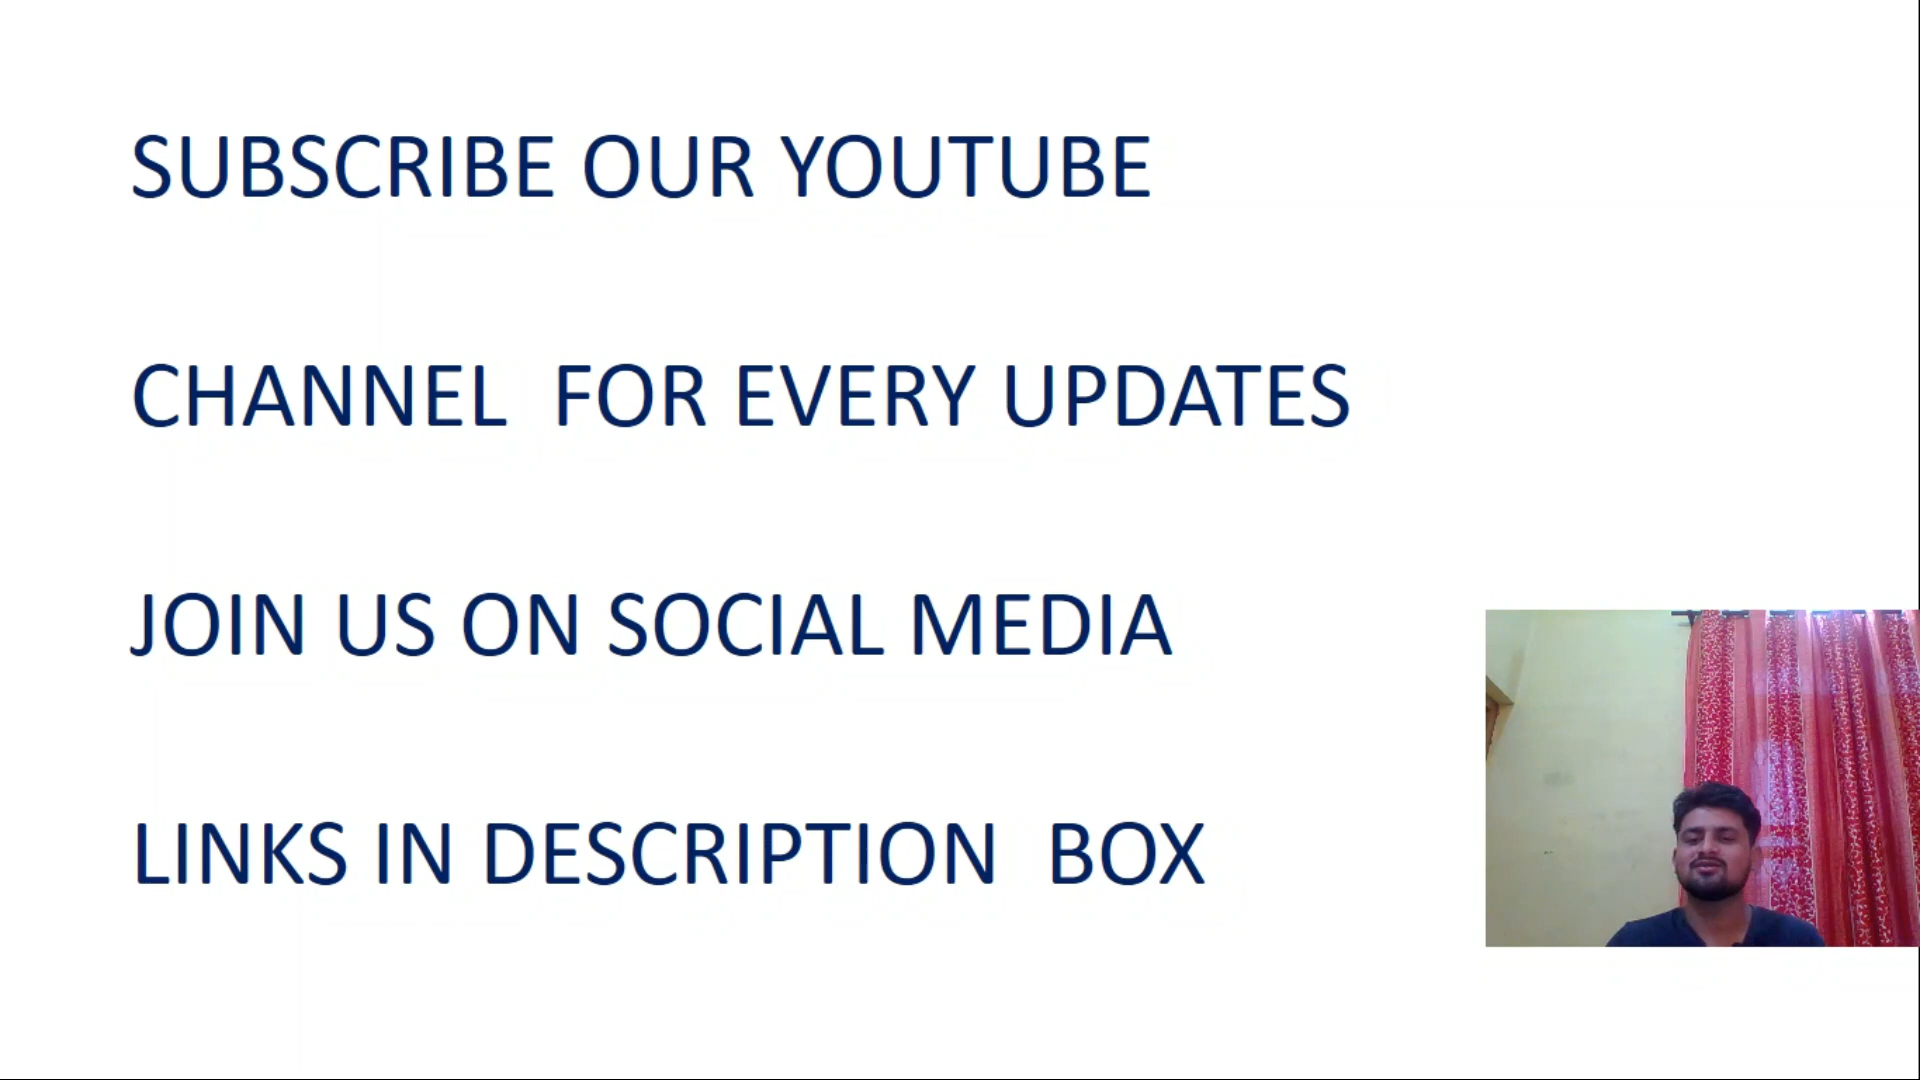 SUBSCRIBE OUR YOUTUBE
CHANNEL  FOR EVERY UPDATES
JOIN US ON SOCIAL MEDIA
LINKS IN DESCRIPTION  BOX